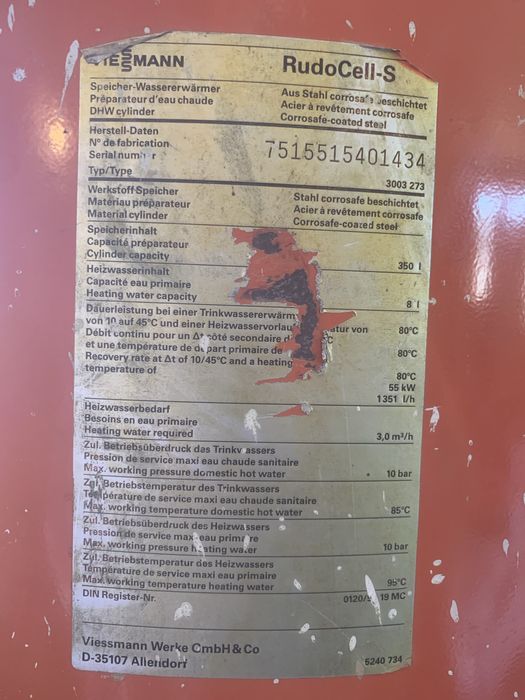 VIESSMANN RudoCell-S
Speicher-Wassererwärmer
Préparateur d'eau chaude
DHW cylinder
Aus Stahl beschichtet
Acier à revêtement corrosafe
Corrosafe-coated steel
Herstell-Daten
N° de fabrication
Serial number
7515515401434
Typ/Type
3003 273
Werkstoff-Speicher
Matériau préparateur
Material cylinder
Stahl corrosafe beschichtet
Acier à revêtement corrosafe
Corrosafe-coated steel
Speicherinhalt
Capacité préparateur
Cylinder capacity
350 l
Heizwasserinhalt
Capacité eau primaire
Heating water capacity
8 l
Dauerleistung bei einer
von 10 auf 45°C und einer 80°C
Débit continu pour un Δt côté secondaire
et une température de départ primaire de 80°C
Recovery rate at Δt of 10/45°C and a heating
temperature of 80°C
55 kW
1351 l/h
Heizwasserbedarf
Besoins en eau primaire
Heating water required
3,0 m³/h
Zul. Betriebsüberdruck das Trinkwassers
Pression de service maxi eau chaude sanitaire
Max. working pressure domestic hot water
10 bar
Zul. Betriebstemperatur des Trinkwassers
Température de service maxi eau chaude sanitaire
Max. working temperature domestic hot water
85°C
Zul. Betriebsüberdruck des Heizwassers
Pression de service maxi eau primaire
Max. working pressure heating water
10 bar
Zul. Betriebstemperatur des Heizwassers
Température de service maxi eau primaire
Max. working temperature heating water
95°C
DIN Register-Nr. 19 MC
Viessmann Werke GmbH & Co
D-35107 Allendorf
5240 734